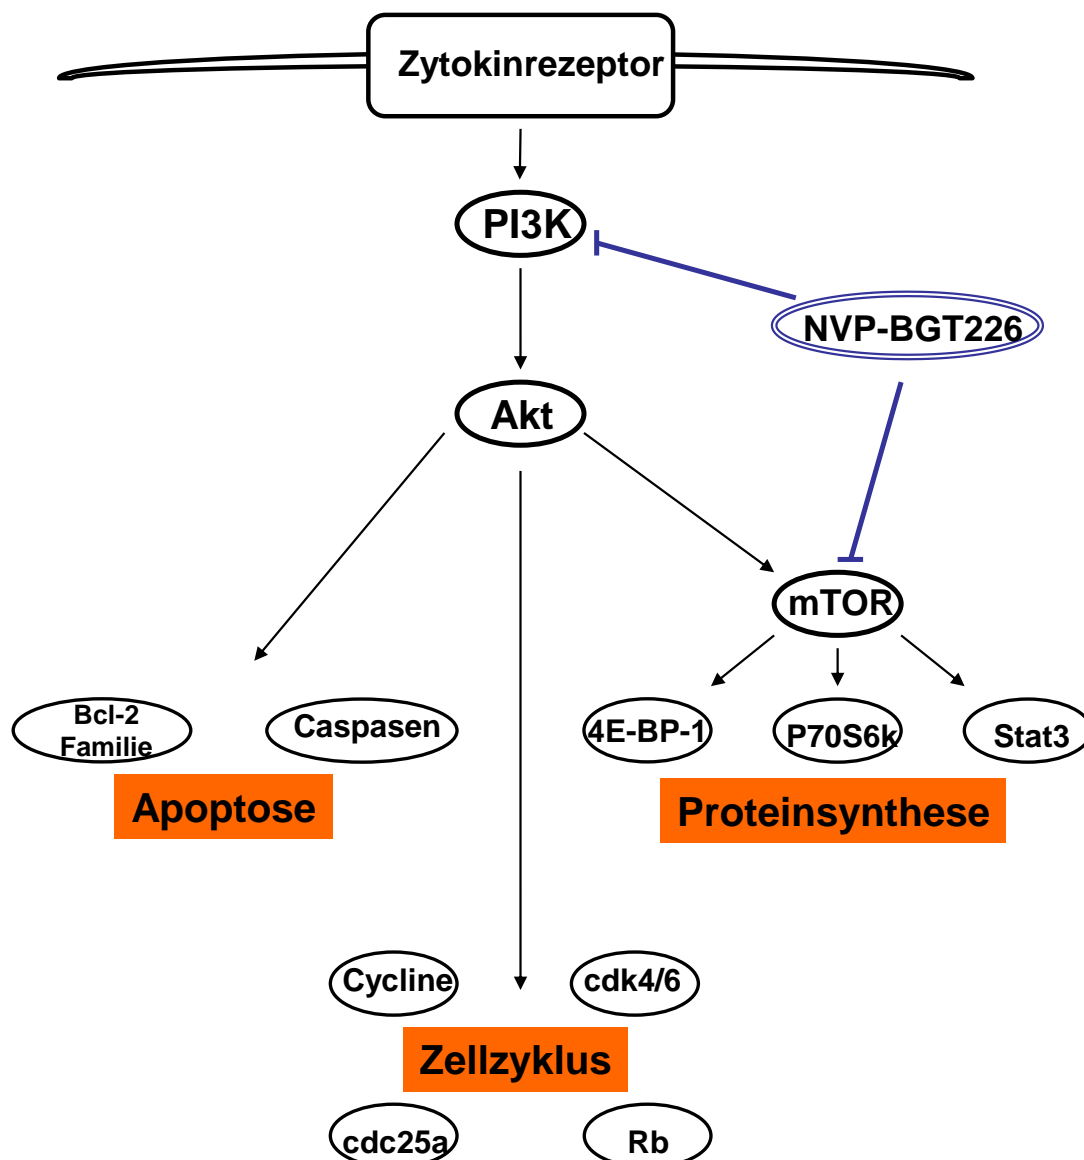 Zytokinrezeptor
PI3K
NVP-BGT226
Akt
mTOR
Bcl-2
Familie
Caspasen
4E-BP-1
P70S6k
Stat3
Apoptose
Proteinsynthese
Cycline
cdk4/6
Zellzyklus
cdc25a
Rb